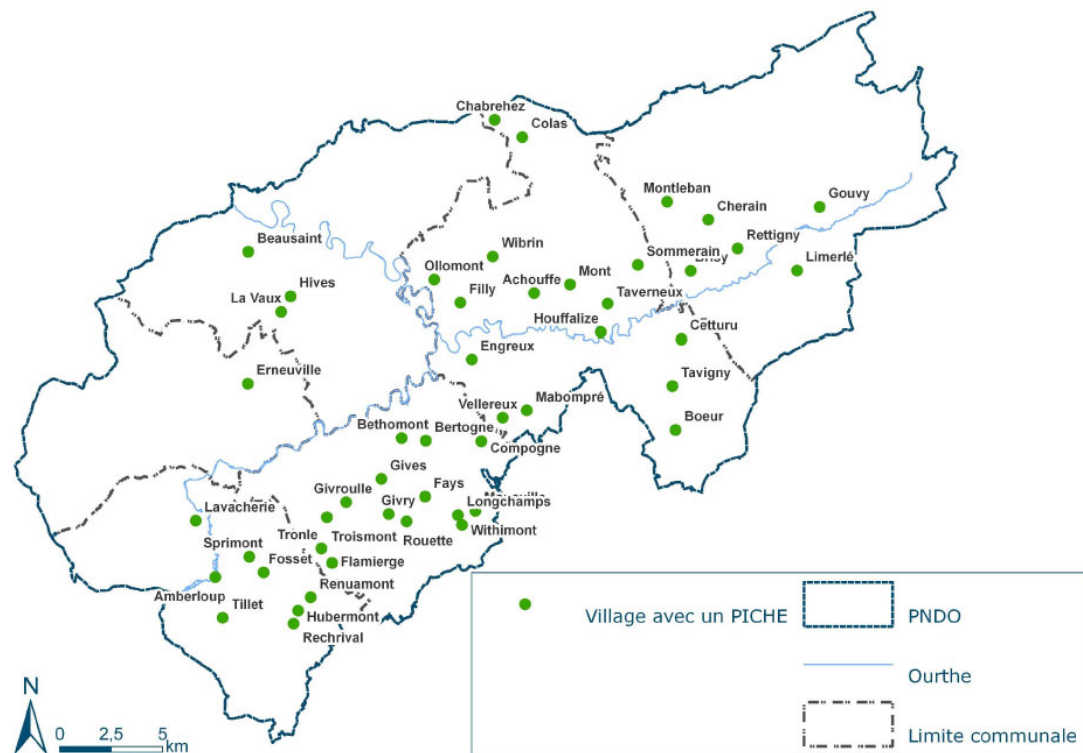 Chabrehez
Colas
Montleban
Gouvy
Cherain
Beausaint
Wibrin
Rettigny
Sommerain
Brisy
Limerlé
Ollomont
Achouffe
Mont
Hives
Filly
Taverneux
La Vaux
Houffalize
Cetturu
Engreux
Erneuville
Tavigny
Vellereux
Mabompré
Boeur
Bethomont
Bertogne
Compogne
Gives
Fays
Givroulle
Givry
Longchamps
Lavacherie
Tronle
Troismont
Rouette
Withimont
Sprimont
Fosset
Flamierge
Renuamont
Amberloup
Tillet
Hubermont
Rechrival
Village avec un PICHE
PNDO
Ourthe
Limite communale
N
0 2,5 5
km